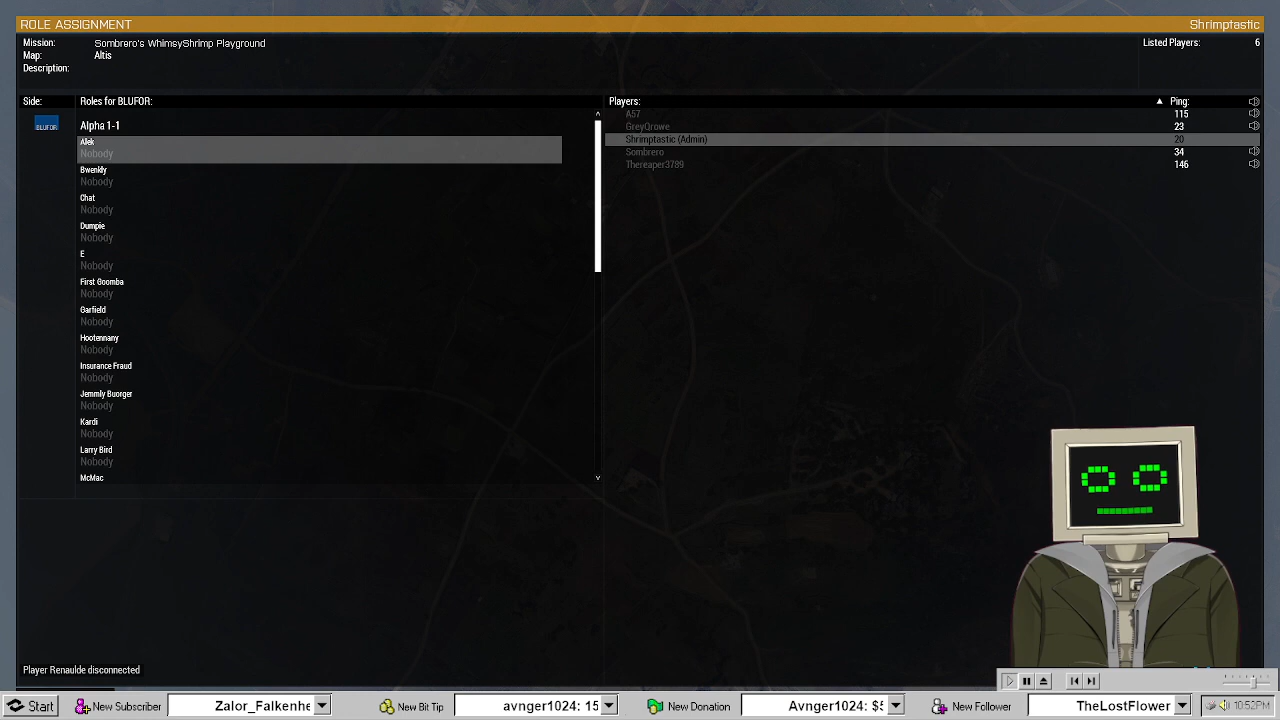 ROLE ASSIGNMENT Shrimptastic
Mission: Sombrero's WhimsyShrimp Playground Listed Players: 6
Map: Altis
Description:
Side: Roles for BLUFOR: Players: Ping:
BLUFOR
Alpha 1-1
Alek
Nobody
Bwenkly
Nobody
Chat
Nobody
Dumpie
Nobody
E
Nobody
First Goomba
Nobody
Garfield
Nobody
Hootennany
Nobody
Insurance Fraud
Nobody
Jemmly Buorger
Nobody
Kardi
Nobody
Larry Bird
Nobody
McMac
A57 115
GreyQrowe 23
Shrimptastic (Admin) 20
Sombrero 34
Thereaper3789 146
Player Renaulde disconnected
Start New Subscriber Zalor_Falkenhe New Bit Tip avnger1024: 15 New Donation Avnger1024: $5 New Follower TheLostFlower 10:52PM